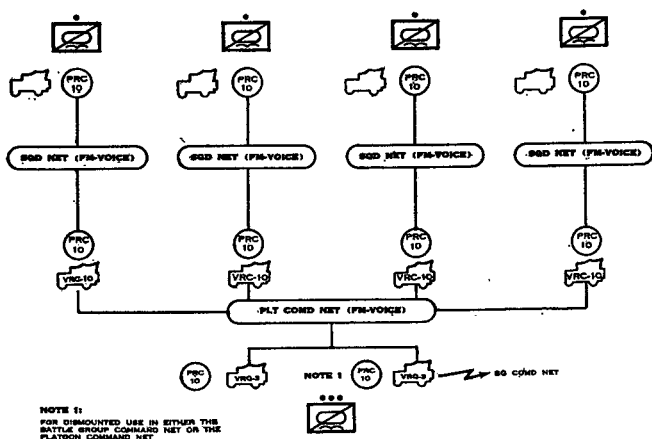 PRC 10
PRC 10
PRC 10
PRC 10
SQD NET (FM-VOICE)
SQD NET (FM-VOICE)
SQD NET (FM-VOICE)
SQD NET (FM-VOICE)
PRC 10
PRC 10
PRC 10
PRC 10
VRC-10
VRC-10
VRC-10
VRC-10
PLT COMD NET (FM-VOICE)
PRC 10
VRQ-3
NOTE 1
PRC 10
VRQ-3
BG COMD NET
NOTE 1:
FOR DISMOUNTED USE IN EITHER THE
BATTLE GROUP COMMAND NET OR THE
PLATOON COMMAND NET